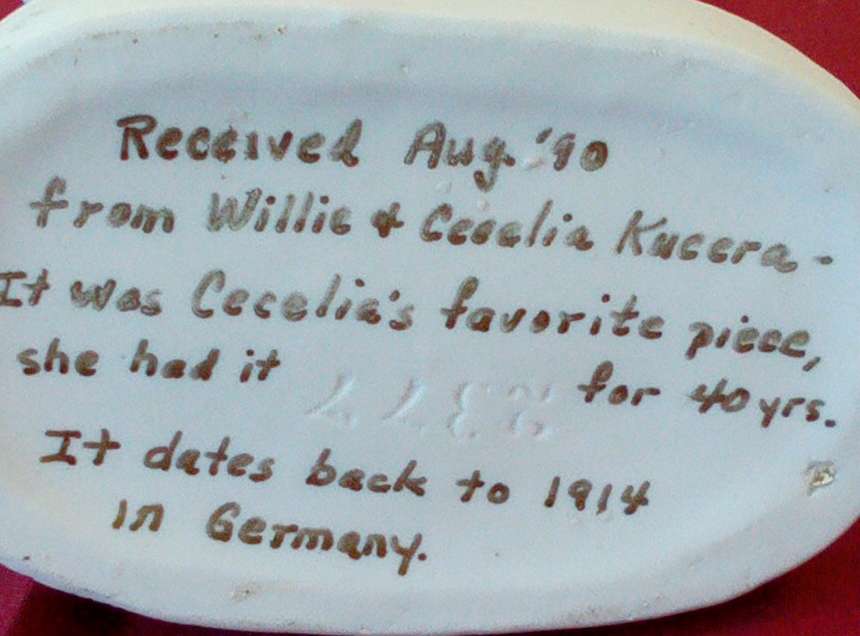 Received Aug. '90
from Willie & Cecelia Kucera -
It was Cecelia's favorite piece,
she had it for 40 yrs.
It dates back to 1914
in Germany.